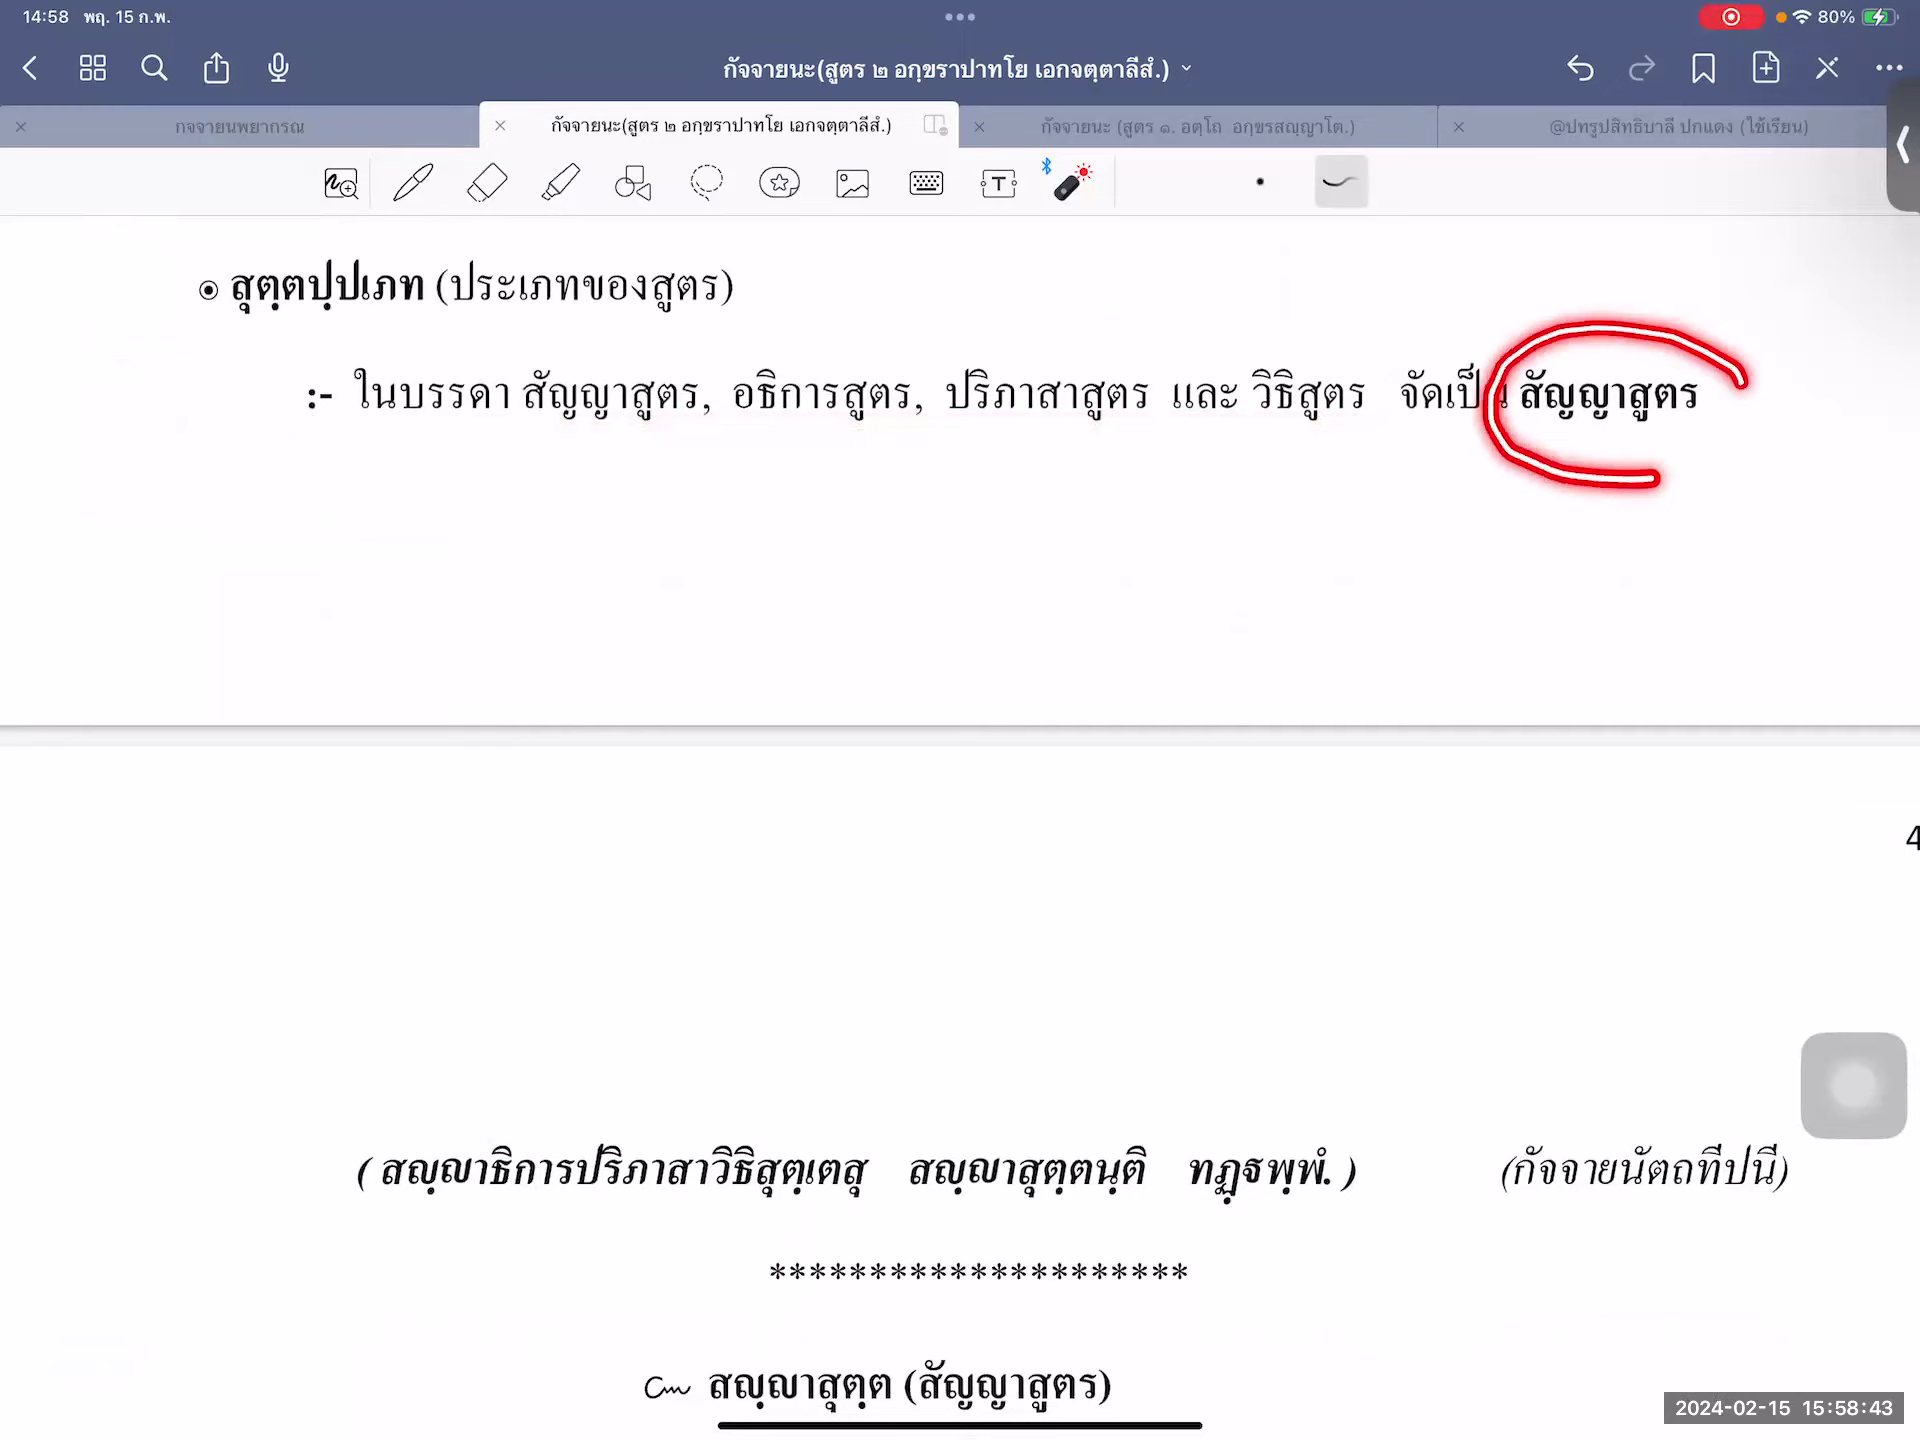 14:58 พฤ. 15 ก.พ.
80%
กัจจายนะ(สูตร ๒ อกฺขราปาทโย เอกจตฺตาลีสํ.)
กจจายนพยากรณ
กัจจายนะ(สูตร ๒ อกฺขราปาทโย เอกจตฺตาลีสํ.)
กัจจายนะ (สูตร ๑. อตฺโถ อกฺขรสญฺญาโต.)
@ปทรูปสิทธิบาลี ปกแดง (ใช้เรียน)
สุตฺตปฺปเภท (ประเภทของสูตร)
:- ในบรรดา สัญญาสูตร, อธิการสูตร, ปริภาสาสูตร และ วิธิสูตร จัดเป็น สัญญาสูตร
4
( สญฺญาธิการปริภาสาวิธิสุตฺเตสุ สญฺญาสุตฺตนฺติ ทฏฺฐพฺพํ. ) (กัจจายนัตถทีปนี)
*********************
สญฺญาสุตฺต (สัญญาสูตร)
2024-02-15 15:58:43